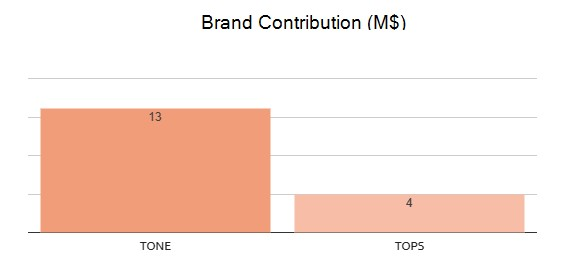 Brand Contribution (M$)
13
4
TONE
TOPS